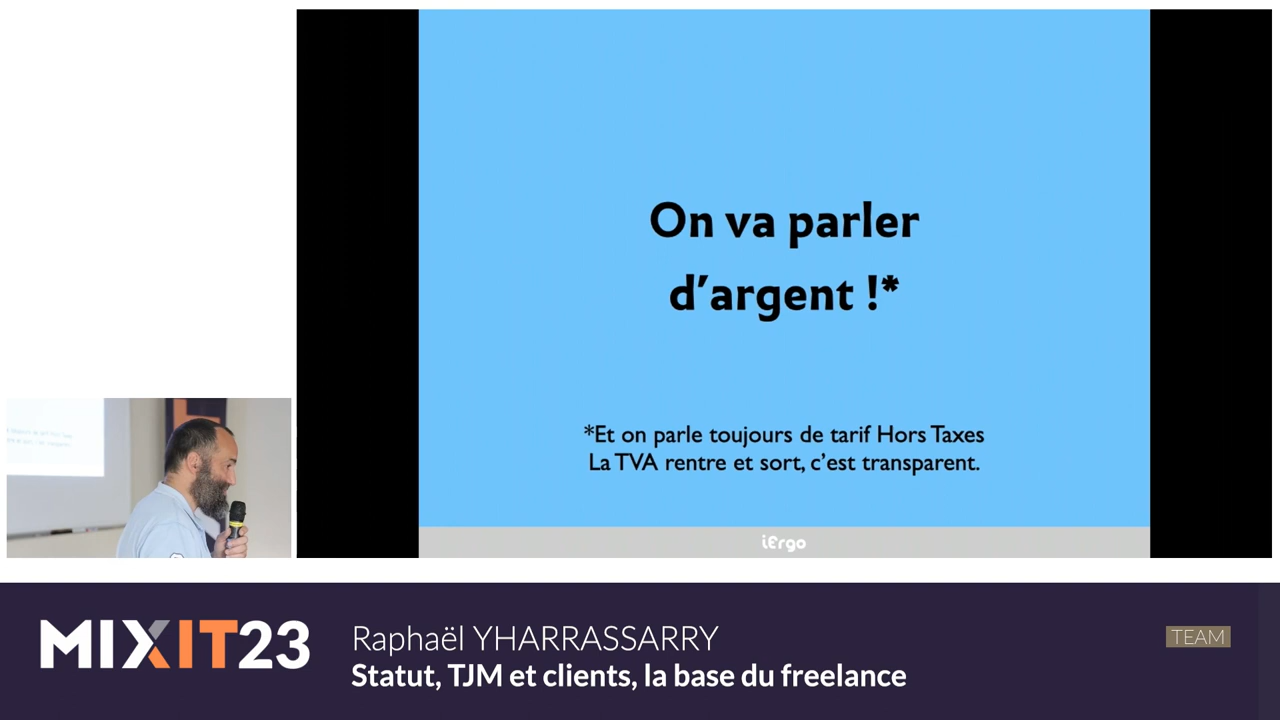 On va parler
d’argent !*
*Et on parle toujours de tarif Hors Taxes
La TVA rentre et sort, c’est transparent.
iErgo
MIXIT23
Raphaël YHARRASSARRY
TEAM
Statut, TJM et clients, la base du freelance